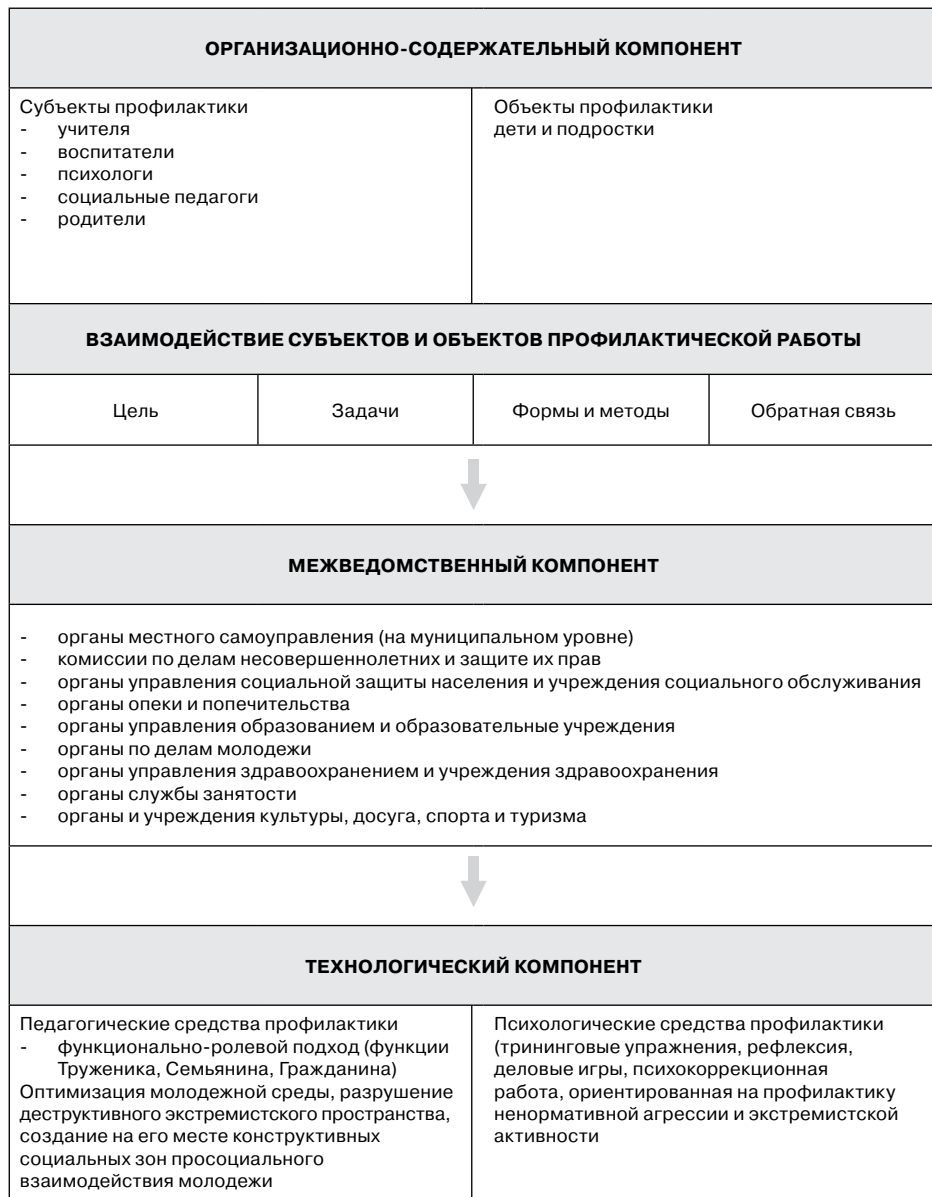 ОРГАНИЗАЦИОННО-СОДЕРЖАТЕЛЬНЫЙ КОМПОНЕНТ
Субъекты профилактики
- учителя
- воспитатели
- психологи
- социальные педагоги
- родители
Объекты профилактики
дети и подростки
ВЗАИМОДЕЙСТВИЕ СУБЪЕКТОВ И ОБЪЕКТОВ ПРОФИЛАКТИЧЕСКОЙ РАБОТЫ
Цель
Задачи
Формы и методы
Обратная связь
МЕЖВЕДОМСТВЕННЫЙ КОМПОНЕНТ
- органы местного самоуправления (на муниципальном уровне)
- комиссии по делам несовершеннолетних и защите их прав
- органы управления социальной защиты населения и учреждения социального обслуживания
- органы опеки и попечительства
- органы управления образованием и образовательные учреждения
- органы по делам молодежи
- органы управления здравоохранением и учреждения здравоохранения
- органы службы занятости
- органы и учреждения культуры, досуга, спорта и туризма
ТЕХНОЛОГИЧЕСКИЙ КОМПОНЕНТ
Педагогические средства профилактики
- функционально-ролевой подход (функции
Труженика, Семьянина, Гражданина)
Оптимизация молодежной среды, разрушение
деструктивного экстремистского пространства,
создание на его месте конструктивных
социальных зон просоциального
взаимодействия молодежи
Психологические средства профилактики
(трининговые упражнения, рефлексия,
деловые игры, психокоррекционная
работа, ориентированная на профилактику
ненормативной агрессии и экстремистской
активности